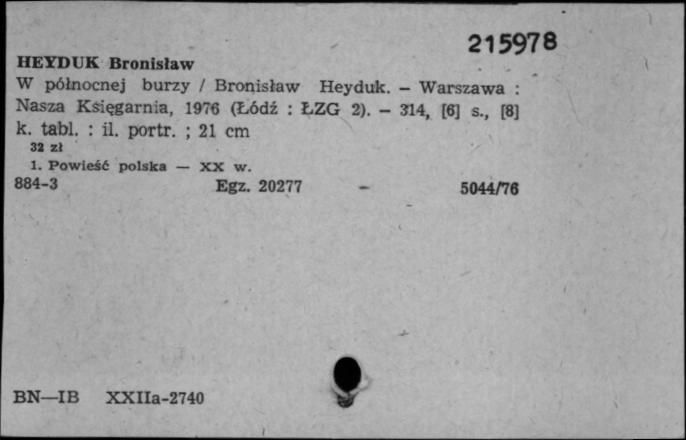 215978
HEYDUK Bronisław
W północnej burzy / Bronisław Heyduk. – Warszawa :
Nasza Księgarnia, 1976 (Łódź : ŁZG 2). – 314, [6] s., [8]
k. tabl. : il. portr. ; 21 cm
32 zł
1. Powieść polska — XX w.
884-3 Egz. 20277 – 5044/76
BN—IB XXIIa-2740